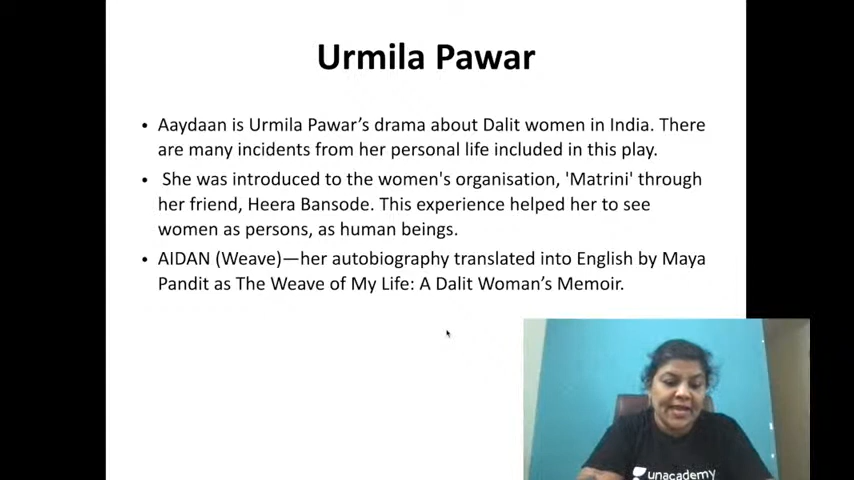 Urmila Pawar
• Aaydaan is Urmila Pawar’s drama about Dalit women in India. There
are many incidents from her personal life included in this play.
• She was introduced to the women's organisation, 'Matrini' through
her friend, Heera Bansode. This experience helped her to see
women as persons, as human beings.
• AIDAN (Weave)—her autobiography translated into English by Maya
Pandit as The Weave of My Life: A Dalit Woman’s Memoir.
unacademy